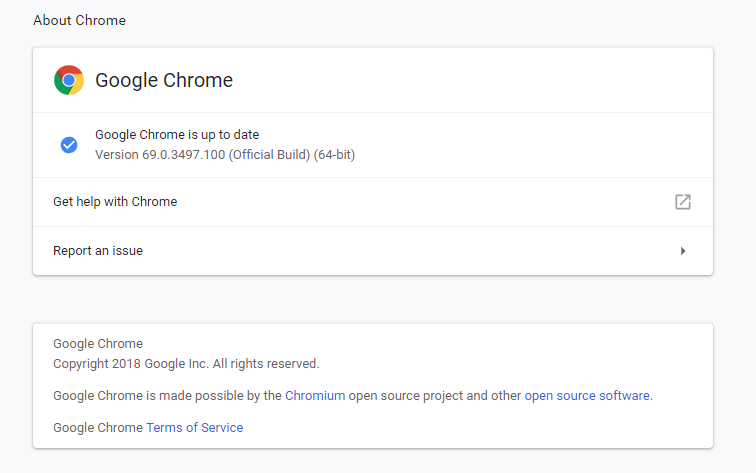 About Chrome
Google Chrome
Google Chrome is up to date
Version 69.0.3497.100 (Official Build) (64-bit)
Get help with Chrome
Report an issue
Google Chrome
Copyright 2018 Google Inc. All rights reserved.
Google Chrome is made possible by the Chromium open source project and other open source software.
Google Chrome Terms of Service